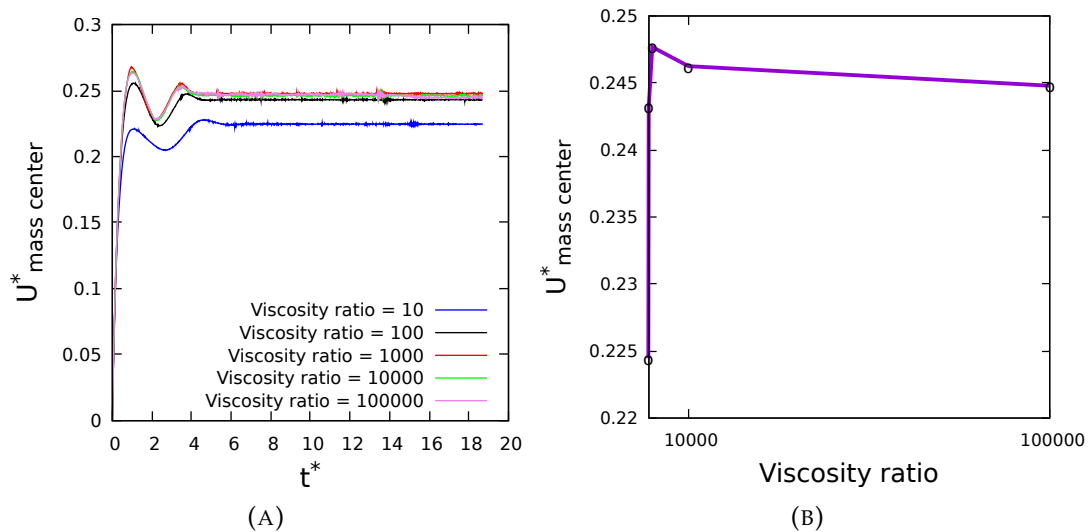 0.3
0.25
0.2
0.15
0.1
0.05
0
U* mass center
Viscosity ratio = 10
Viscosity ratio = 100
Viscosity ratio = 1000
Viscosity ratio = 10000
Viscosity ratio = 100000
0 2 4 6 8 10 12 14 16 18 20
t*
(A)
0.25
0.245
0.24
0.235
0.23
0.225
0.22
U* mass center
10000 100000
Viscosity ratio
(B)